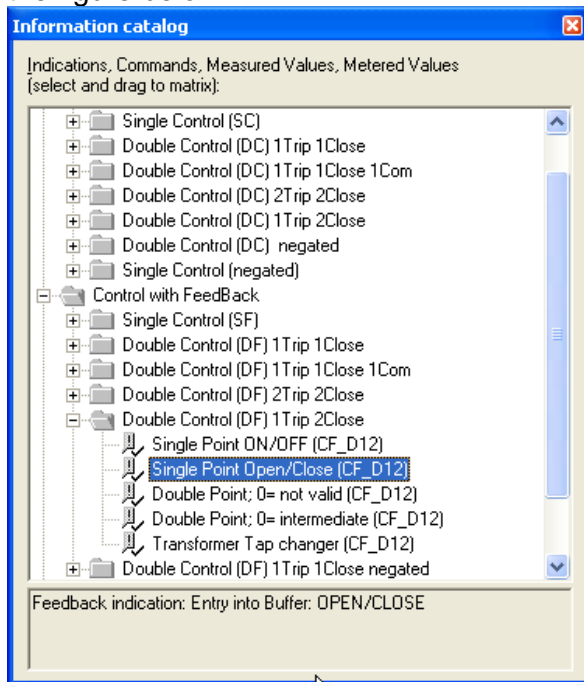 Information catalog
Indications, Commands, Measured Values, Metered Values
(select and drag to matrix):
Single Control (SC)
Double Control (DC) 1Trip 1Close
Double Control (DC) 1Trip 1Close 1Com
Double Control (DC) 2Trip 2Close
Double Control (DC) 1Trip 2Close
Double Control (DC)  negated
Single Control (negated)
Control with FeedBack
Single Control (SF)
Double Control (DF) 1Trip 1Close
Double Control (DF) 1Trip 1Close 1Com
Double Control (DF) 2Trip 2Close
Double Control (DF) 1Trip 2Close
Single Point ON/OFF (CF_D12)
Single Point Open/Close (CF_D12)
Double Point; 0= not valid (CF_D12)
Double Point; 0= intermediate (CF_D12)
Transformer Tap changer (CF_D12)
Double Control (DF) 1Trip 1Close negated
Feedback indication: Entry into Buffer: OPEN/CLOSE